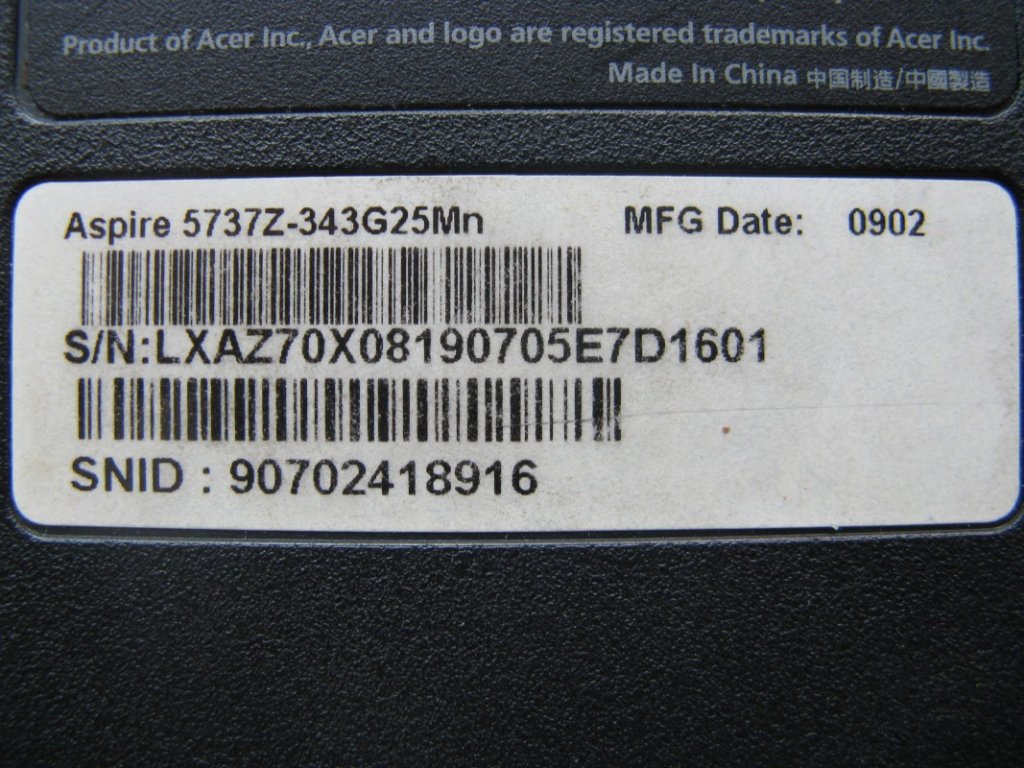 Product of Acer Inc., Acer and logo are registered trademarks of Acer Inc.
Made In China 中国制造/中國製造
Aspire 5737Z-343G25Mn MFG Date: 0902
S/N:LXAZ70X08190705E7D1601
SNID : 90702418916